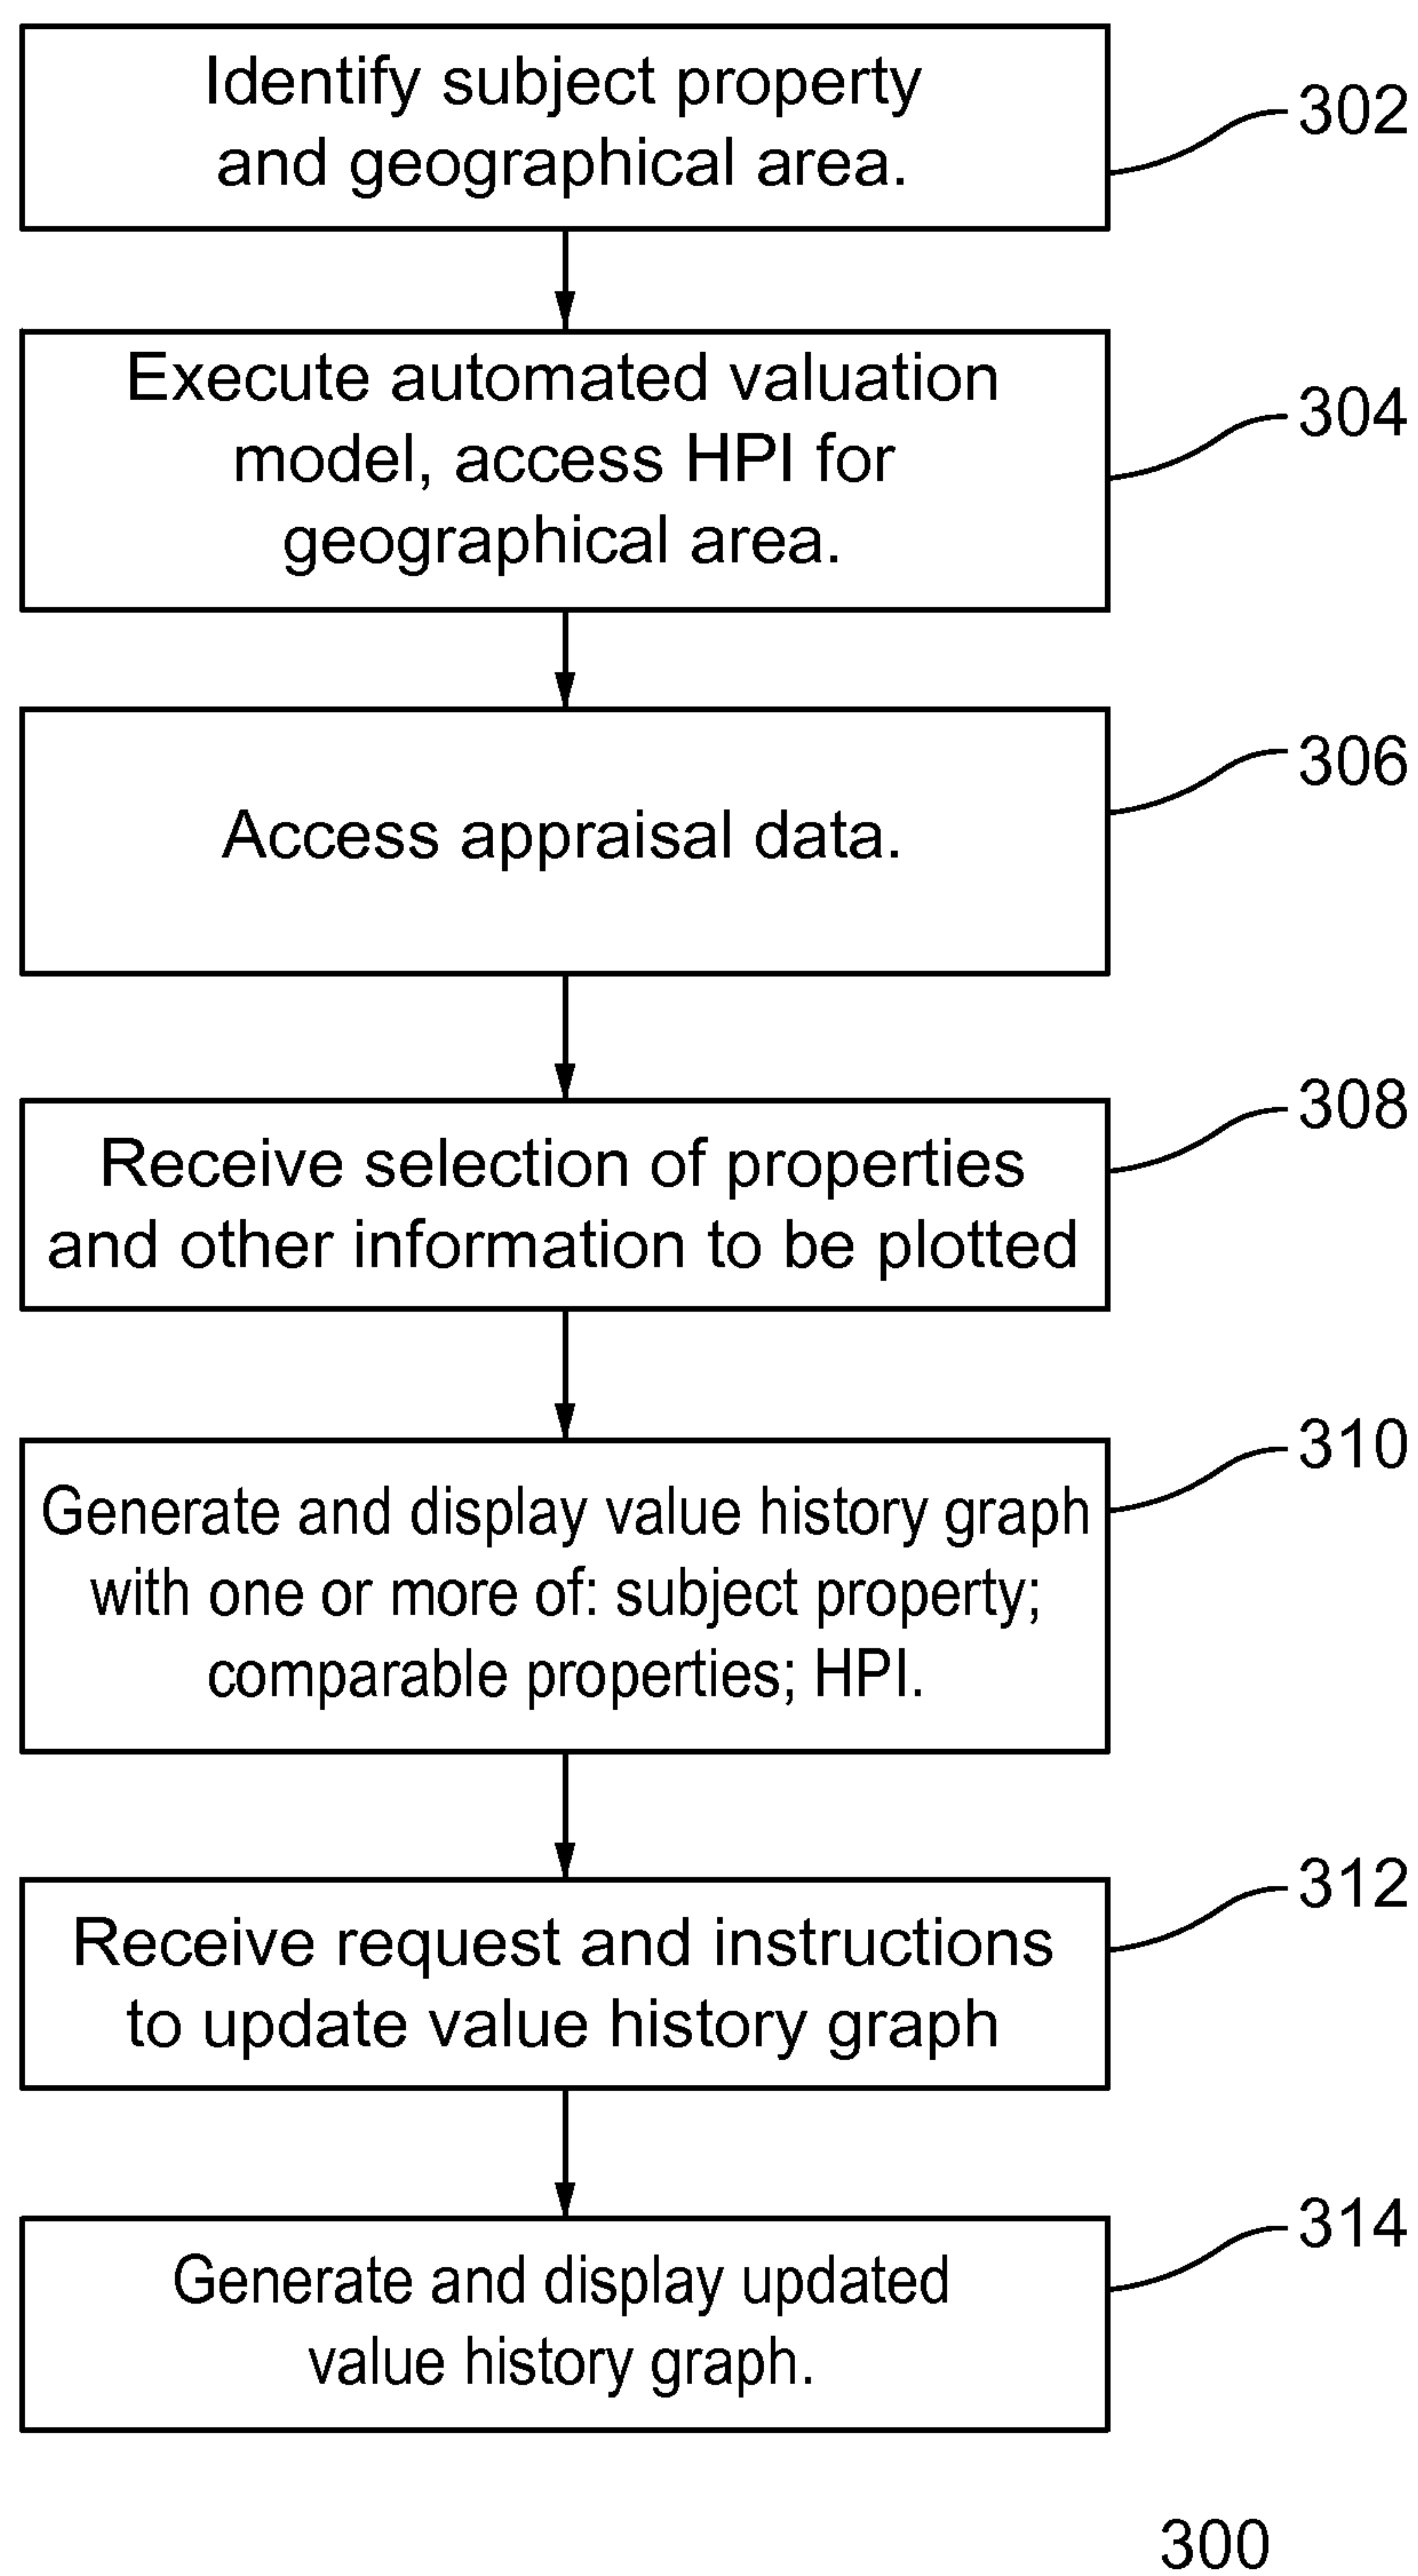 Identify subject property
and geographical area.
302
Execute automated valuation
model, access HPI for
geographical area.
304
Access appraisal data.
306
Receive selection of properties
and other information to be plotted
308
Generate and display value history graph
with one or more of: subject property;
comparable properties; HPI.
310
Receive request and instructions
to update value history graph
312
Generate and display updated
value history graph.
314
300